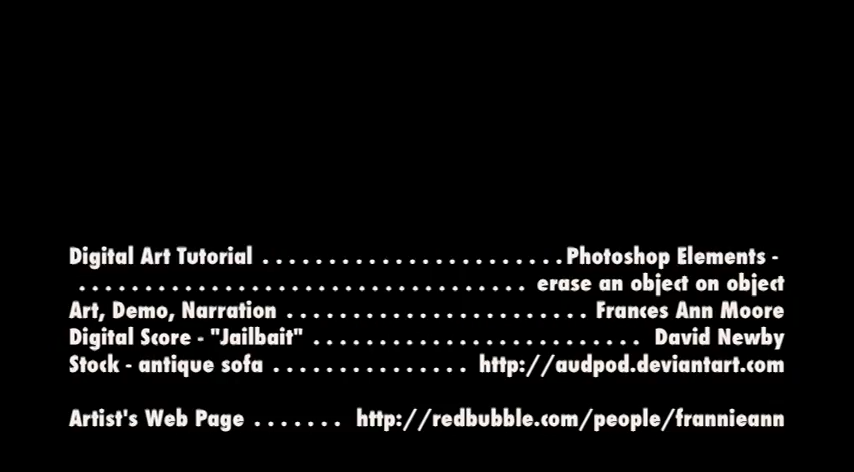 Digital Art Tutorial . . . . . . . . . . . . . . . . . . . . . . . Photoshop Elements -
. . . . . . . . . . . . . . . . . . . . . . . . . . . . . . . . . . erase an object on object
Art, Demo, Narration . . . . . . . . . . . . . . . . . . . . . . . Frances Ann Moore
Digital Score - "Jailbait" . . . . . . . . . . . . . . . . . . . . . . . . . David Newby
Stock - antique sofa . . . . . . . . . . . . . . . http://audpod.deviantart.com
Artist's Web Page . . . . . . . http://redbubble.com/people/frannieann